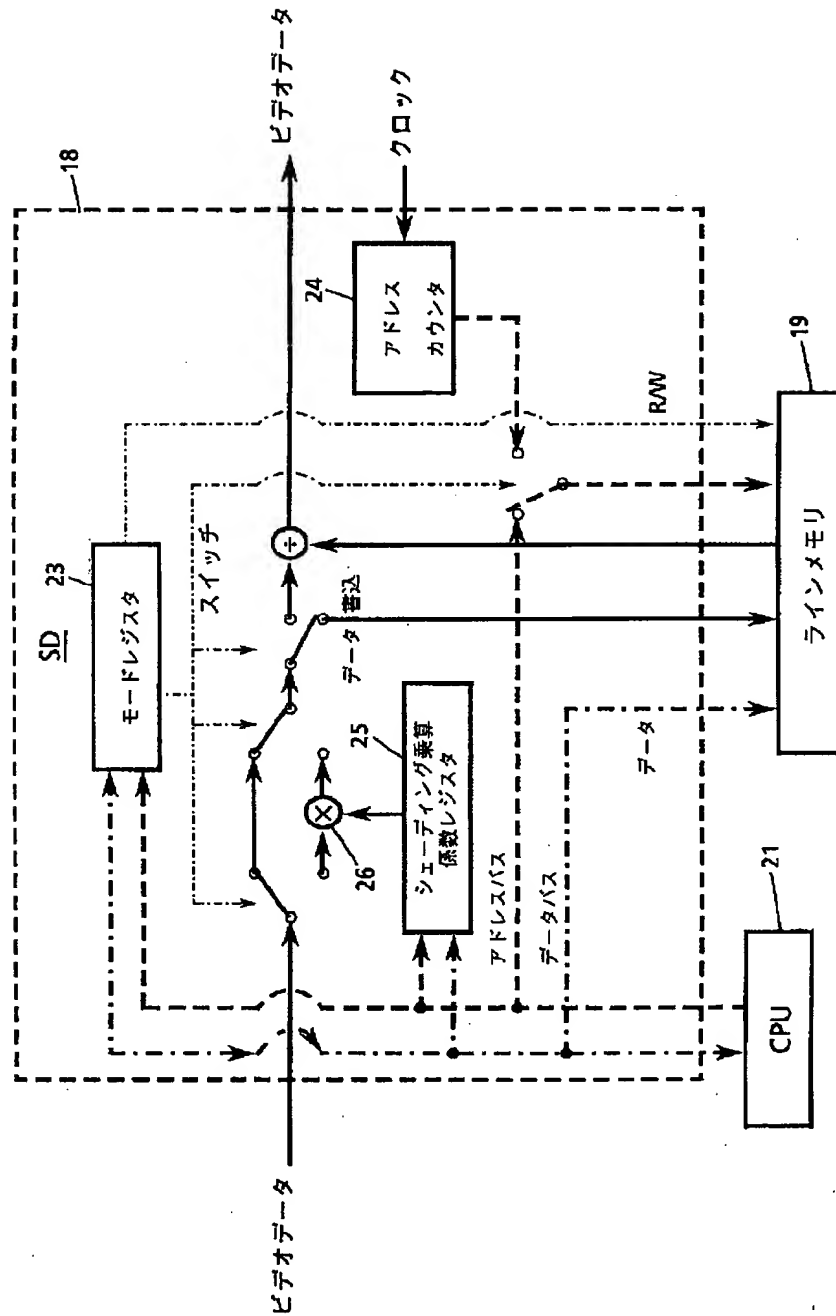 ビデオデータ
ビデオデータ
18
SD
23
モードレジスタ
スイッチ
24
アドレス
カウンタ
クロック
データ 書込
R/W
25
シェーディング乗算
係数レジスタ
26
アドレスバス
データバス
データ
21
CPU
19
ラインメモリ